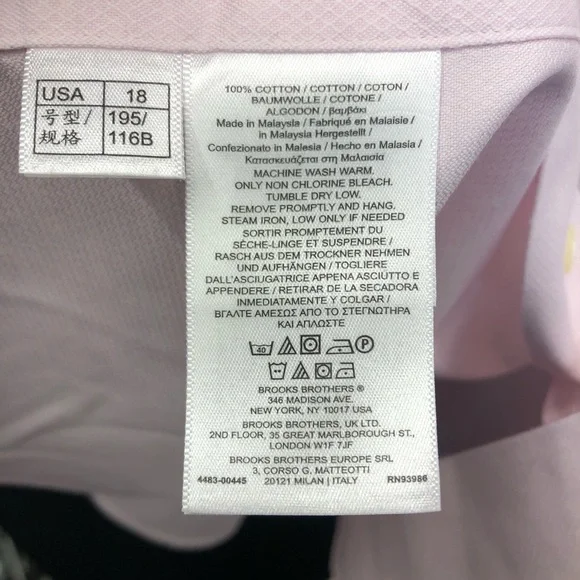 USA 18
号型/ 195/
规格 116B
100% COTTON / COTTON / COTON /
BAUMWOLLE / COTONE /
ALGODON / βαμβάκι
Made in Malaysia / Fabriqué en Malaisie /
in Malaysia Hergestellt /
Confezionato in Malesia / Hecho en Malasia /
Κατασκευάζεται στη Μαλαισία
MACHINE WASH WARM.
ONLY NON CHLORINE BLEACH.
TUMBLE DRY LOW.
REMOVE PROMPTLY AND HANG.
STEAM IRON, LOW ONLY IF NEEDED
SORTIR PROMPTEMENT DU
SÈCHE-LINGE ET SUSPENDRE /
RASCH AUS DEM TROCKNER NEHMEN
UND AUFHÄNGEN / TOGLIERE
DALL'ASCIUGATRICE APPENA ASCIUTTO E
APPENDERE / RETIRAR DE LA SECADORA
INMEDIATAMENTE Y COLGAR /
ΒΓΑΛΤΕ ΑΜΕΣΩΣ ΑΠΟ ΤΟ ΣΤΕΓΝΩΤΗΡΑ
ΚΑΙ ΑΠΛΩΣΤΕ
40 P
BROOKS BROTHERS ®
346 MADISON AVE.
NEW YORK, NY 10017 USA
BROOKS BROTHERS, UK LTD.
2ND FLOOR, 35 GREAT MARLBOROUGH ST.,
LONDON W1F 7JF
BROOKS BROTHERS EUROPE SRL
3, CORSO G. MATTEOTTI
4483-00445 20121 MILAN | ITALY RN93986